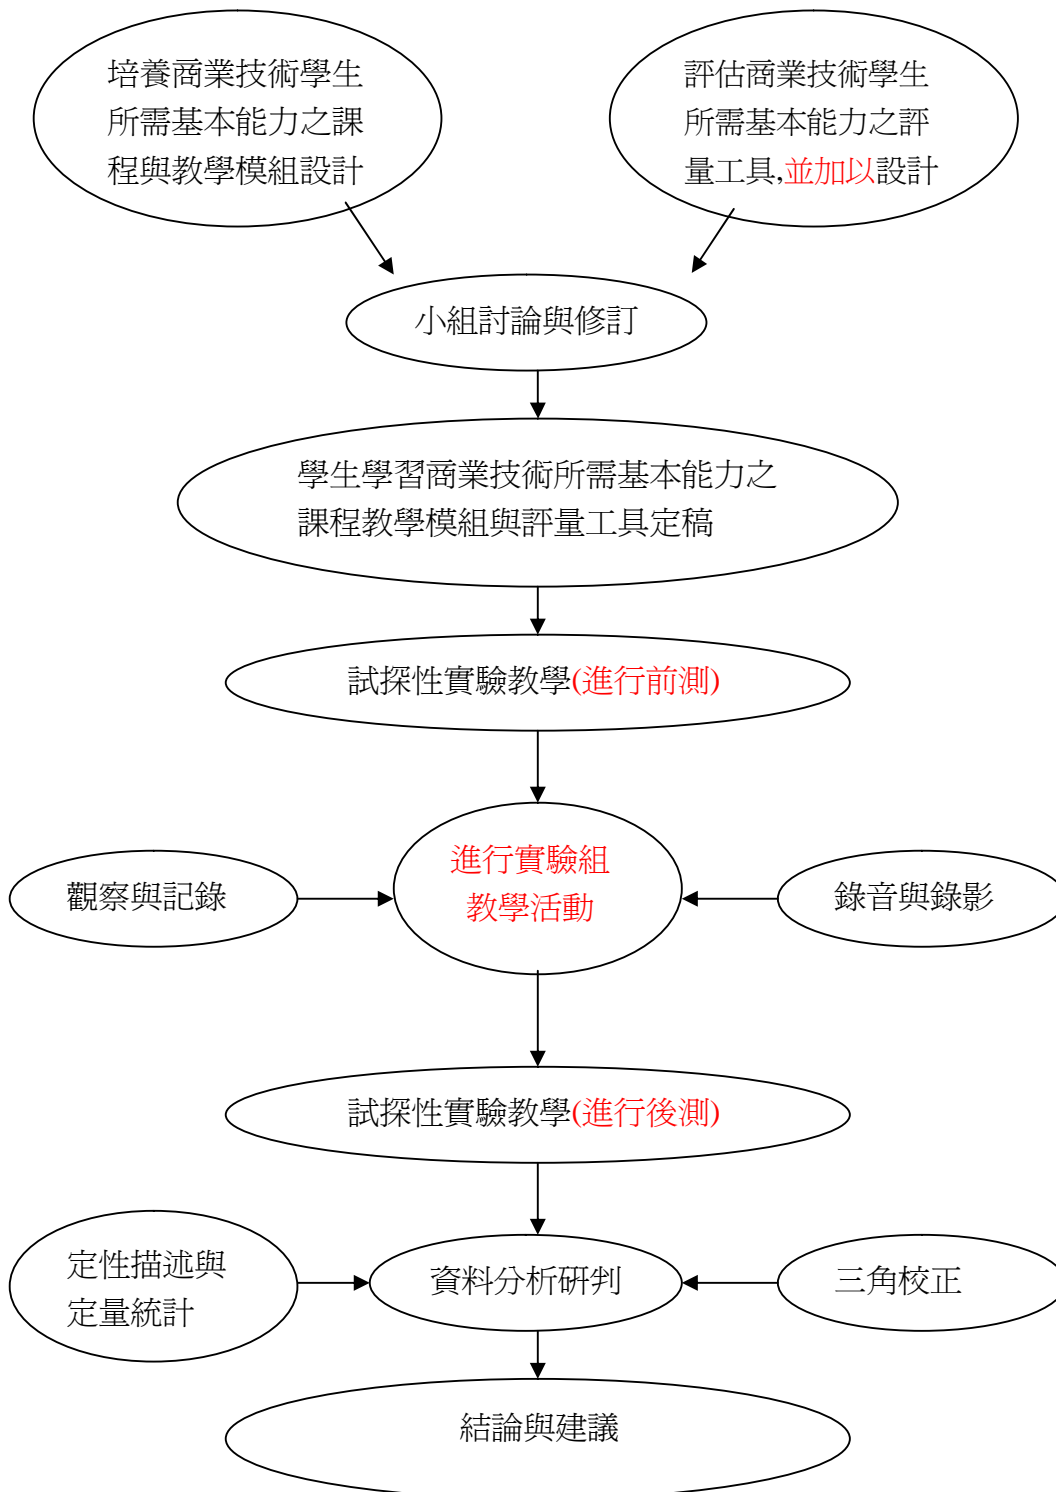 培養商業技術學生
所需基本能力之課
程與教學模組設計
評估商業技術學生
所需基本能力之評
量工具,並加以設計
小組討論與修訂
學生學習商業技術所需基本能力之
課程教學模組與評量工具定稿
試探性實驗教學(進行前測)
進行實驗組
教學活動
觀察與記錄
錄音與錄影
試探性實驗教學(進行後測)
定性描述與
定量統計
資料分析研判
三角校正
結論與建議